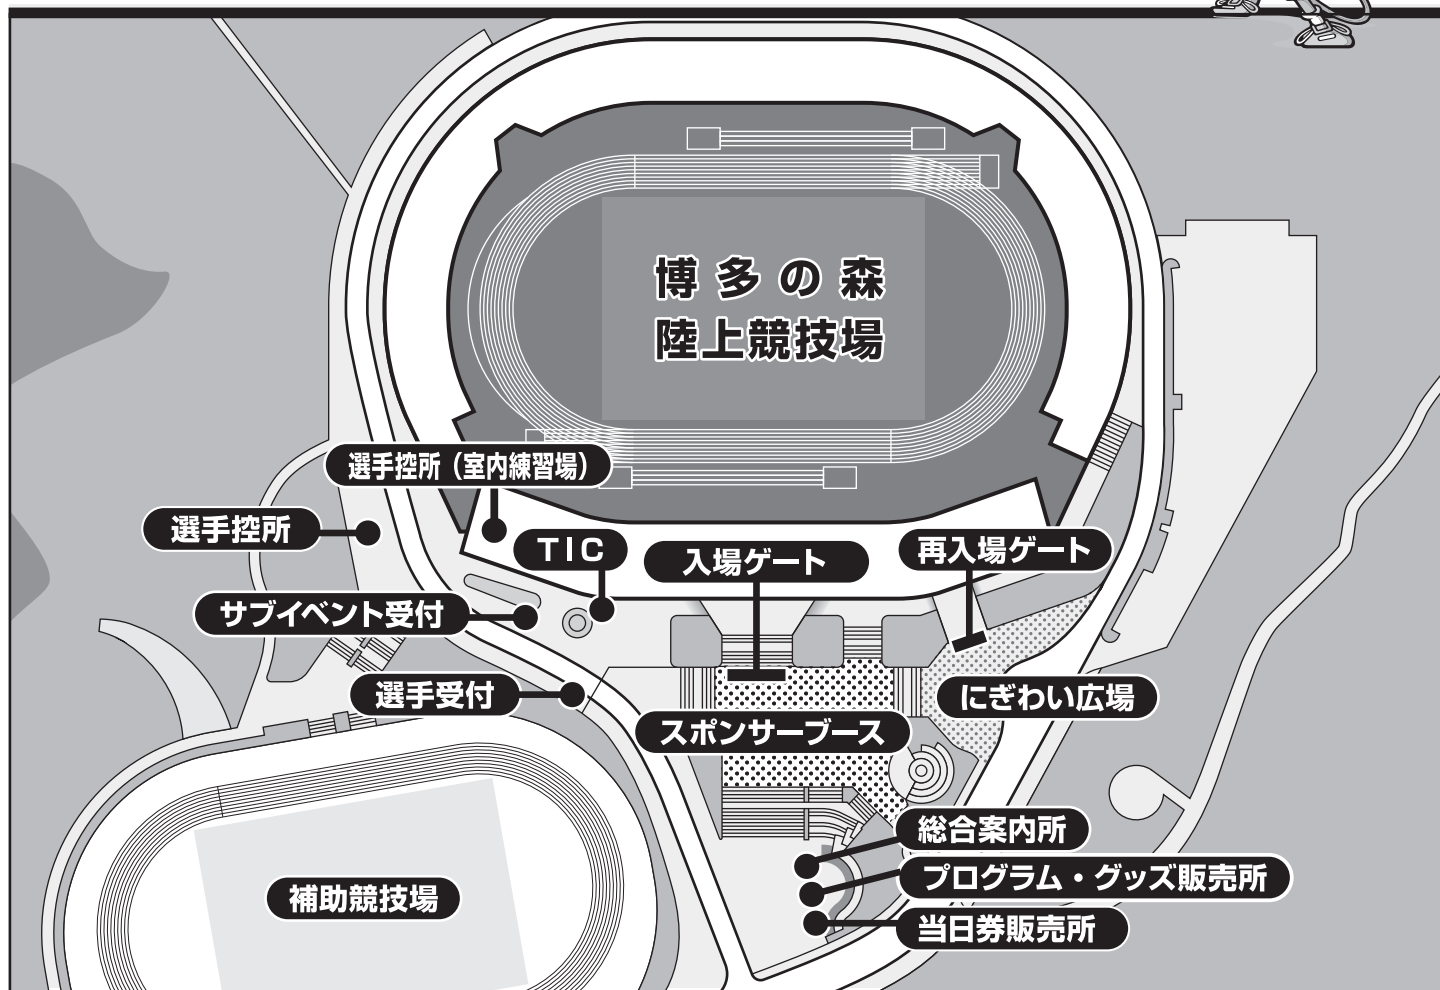 博多の森
陸上競技場
選手控所（室内練習場）
選手控所
TIC
入場ゲート
再入場ゲート
サブイベント受付
選手受付
にぎわい広場
スポンサーブース
総合案内所
プログラム・グッズ販売所
補助競技場
当日券販売所